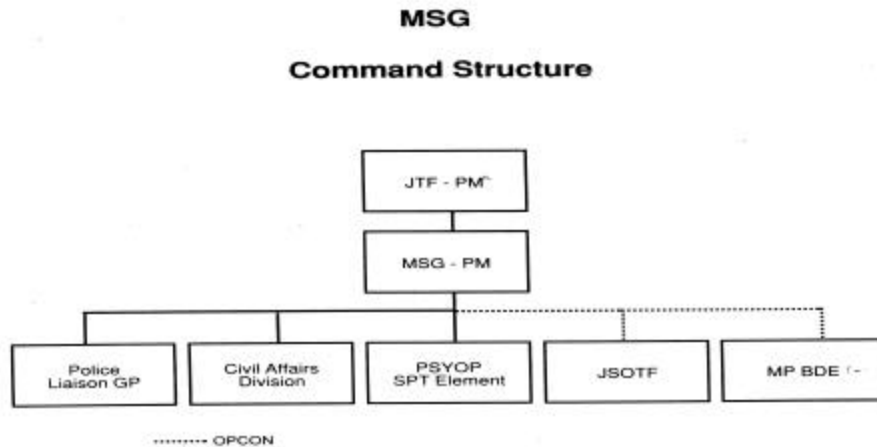 MSG
Command Structure
JTF - PM
MSG - PM
Police
Liaison GP
Civil Affairs
Division
PSYOP
SPT Element
JSOTF
MP BDE
OPCON